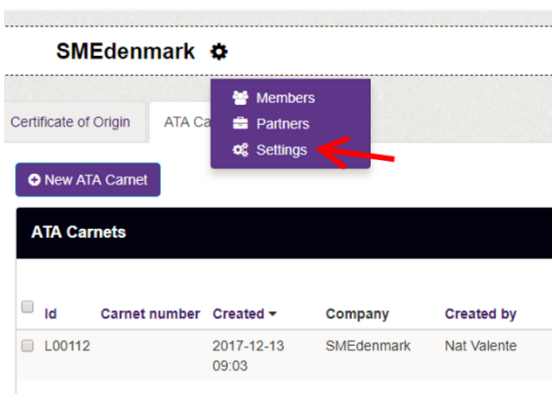 SMEdenmark
Members
Partners
Settings
Certificate of Origin
ATA Ca
New ATA Carnet
ATA Carnets
Id Carnet number Created Company Created by
L00112 2017-12-13 SMEdenmark Nat Valente
09:03